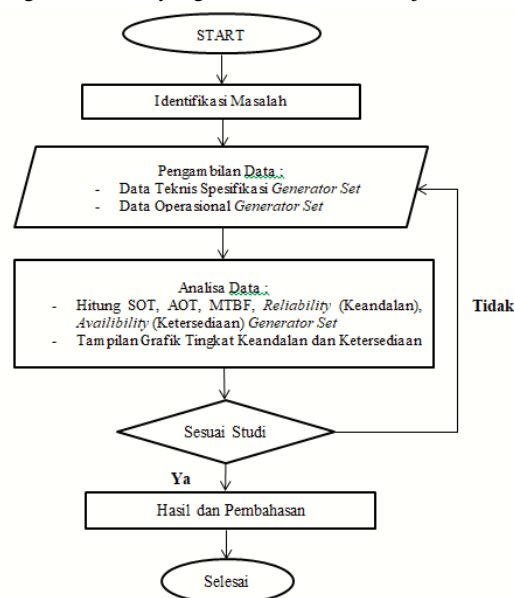 START
Identifikasi Masalah
Pengambilan Data :
- Data Teknis Spesifikasi Generator Set
- Data Operasional Generator Set
Analisa Data :
- Hitung SOT, AOT, MTBF, Reliability (Keandalan),
Availibility (Ketersediaan) Generator Set
- Tampilan Grafik Tingkat Keandalan dan Ketersediaan
Tidak
Sesuai Studi
Ya
Hasil dan Pembahasan
Selesai